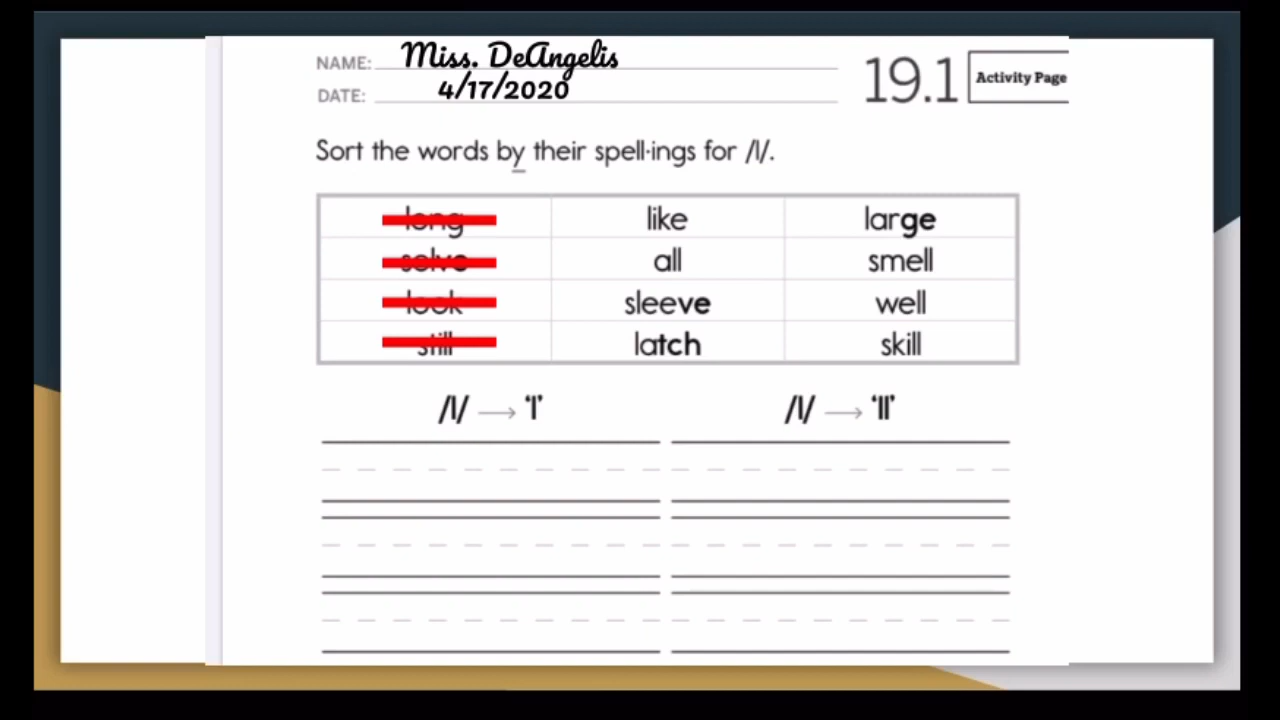 NAME: Miss. DeAngelis
DATE: 4/17/2020
19.1 Activity Page
Sort the words by their spell·ings for /l/.
long like large
solve all smell
look sleeve well
still latch skill
/l/ → 'l' /l/ → 'll'